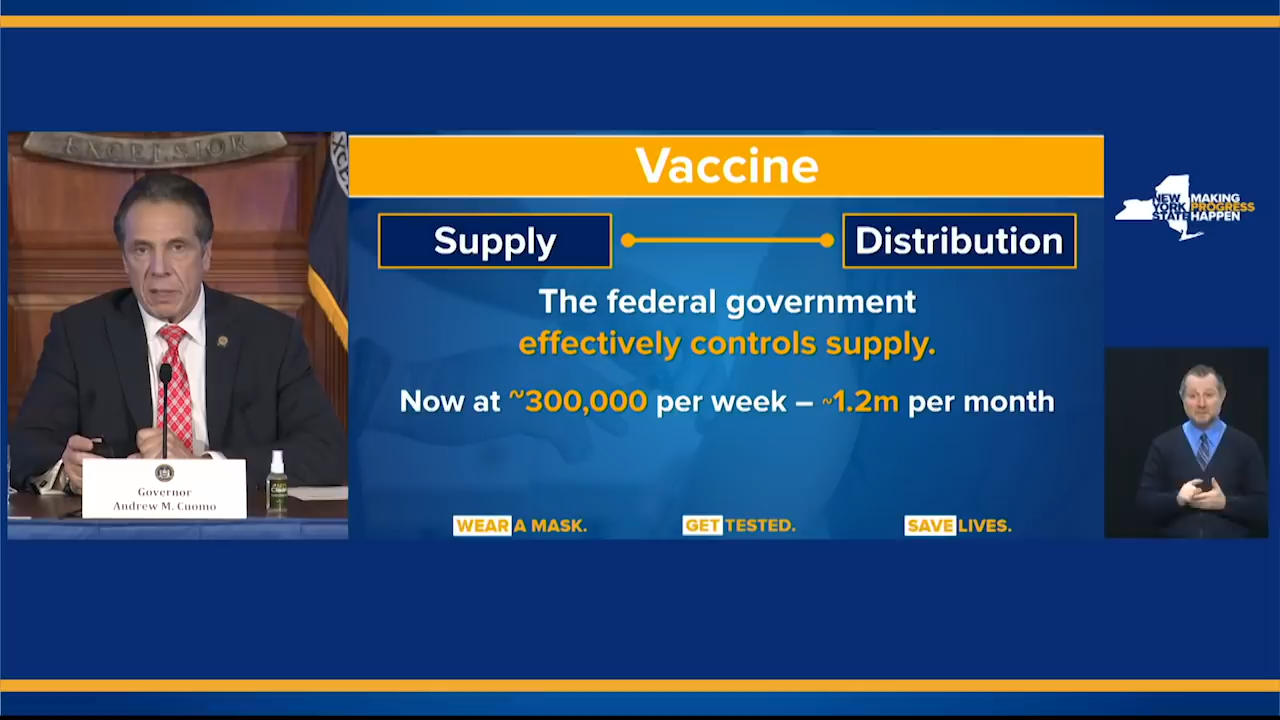 EXCELSIOR
Vaccine
Supply
Distribution
The federal government
effectively controls supply.
Now at ~300,000 per week – ~1.2m per month
WEAR A MASK.
GET TESTED.
SAVE LIVES.
Governor
Andrew M. Cuomo
NEW
YORK
STATE
MAKING
PROGRESS
HAPPEN